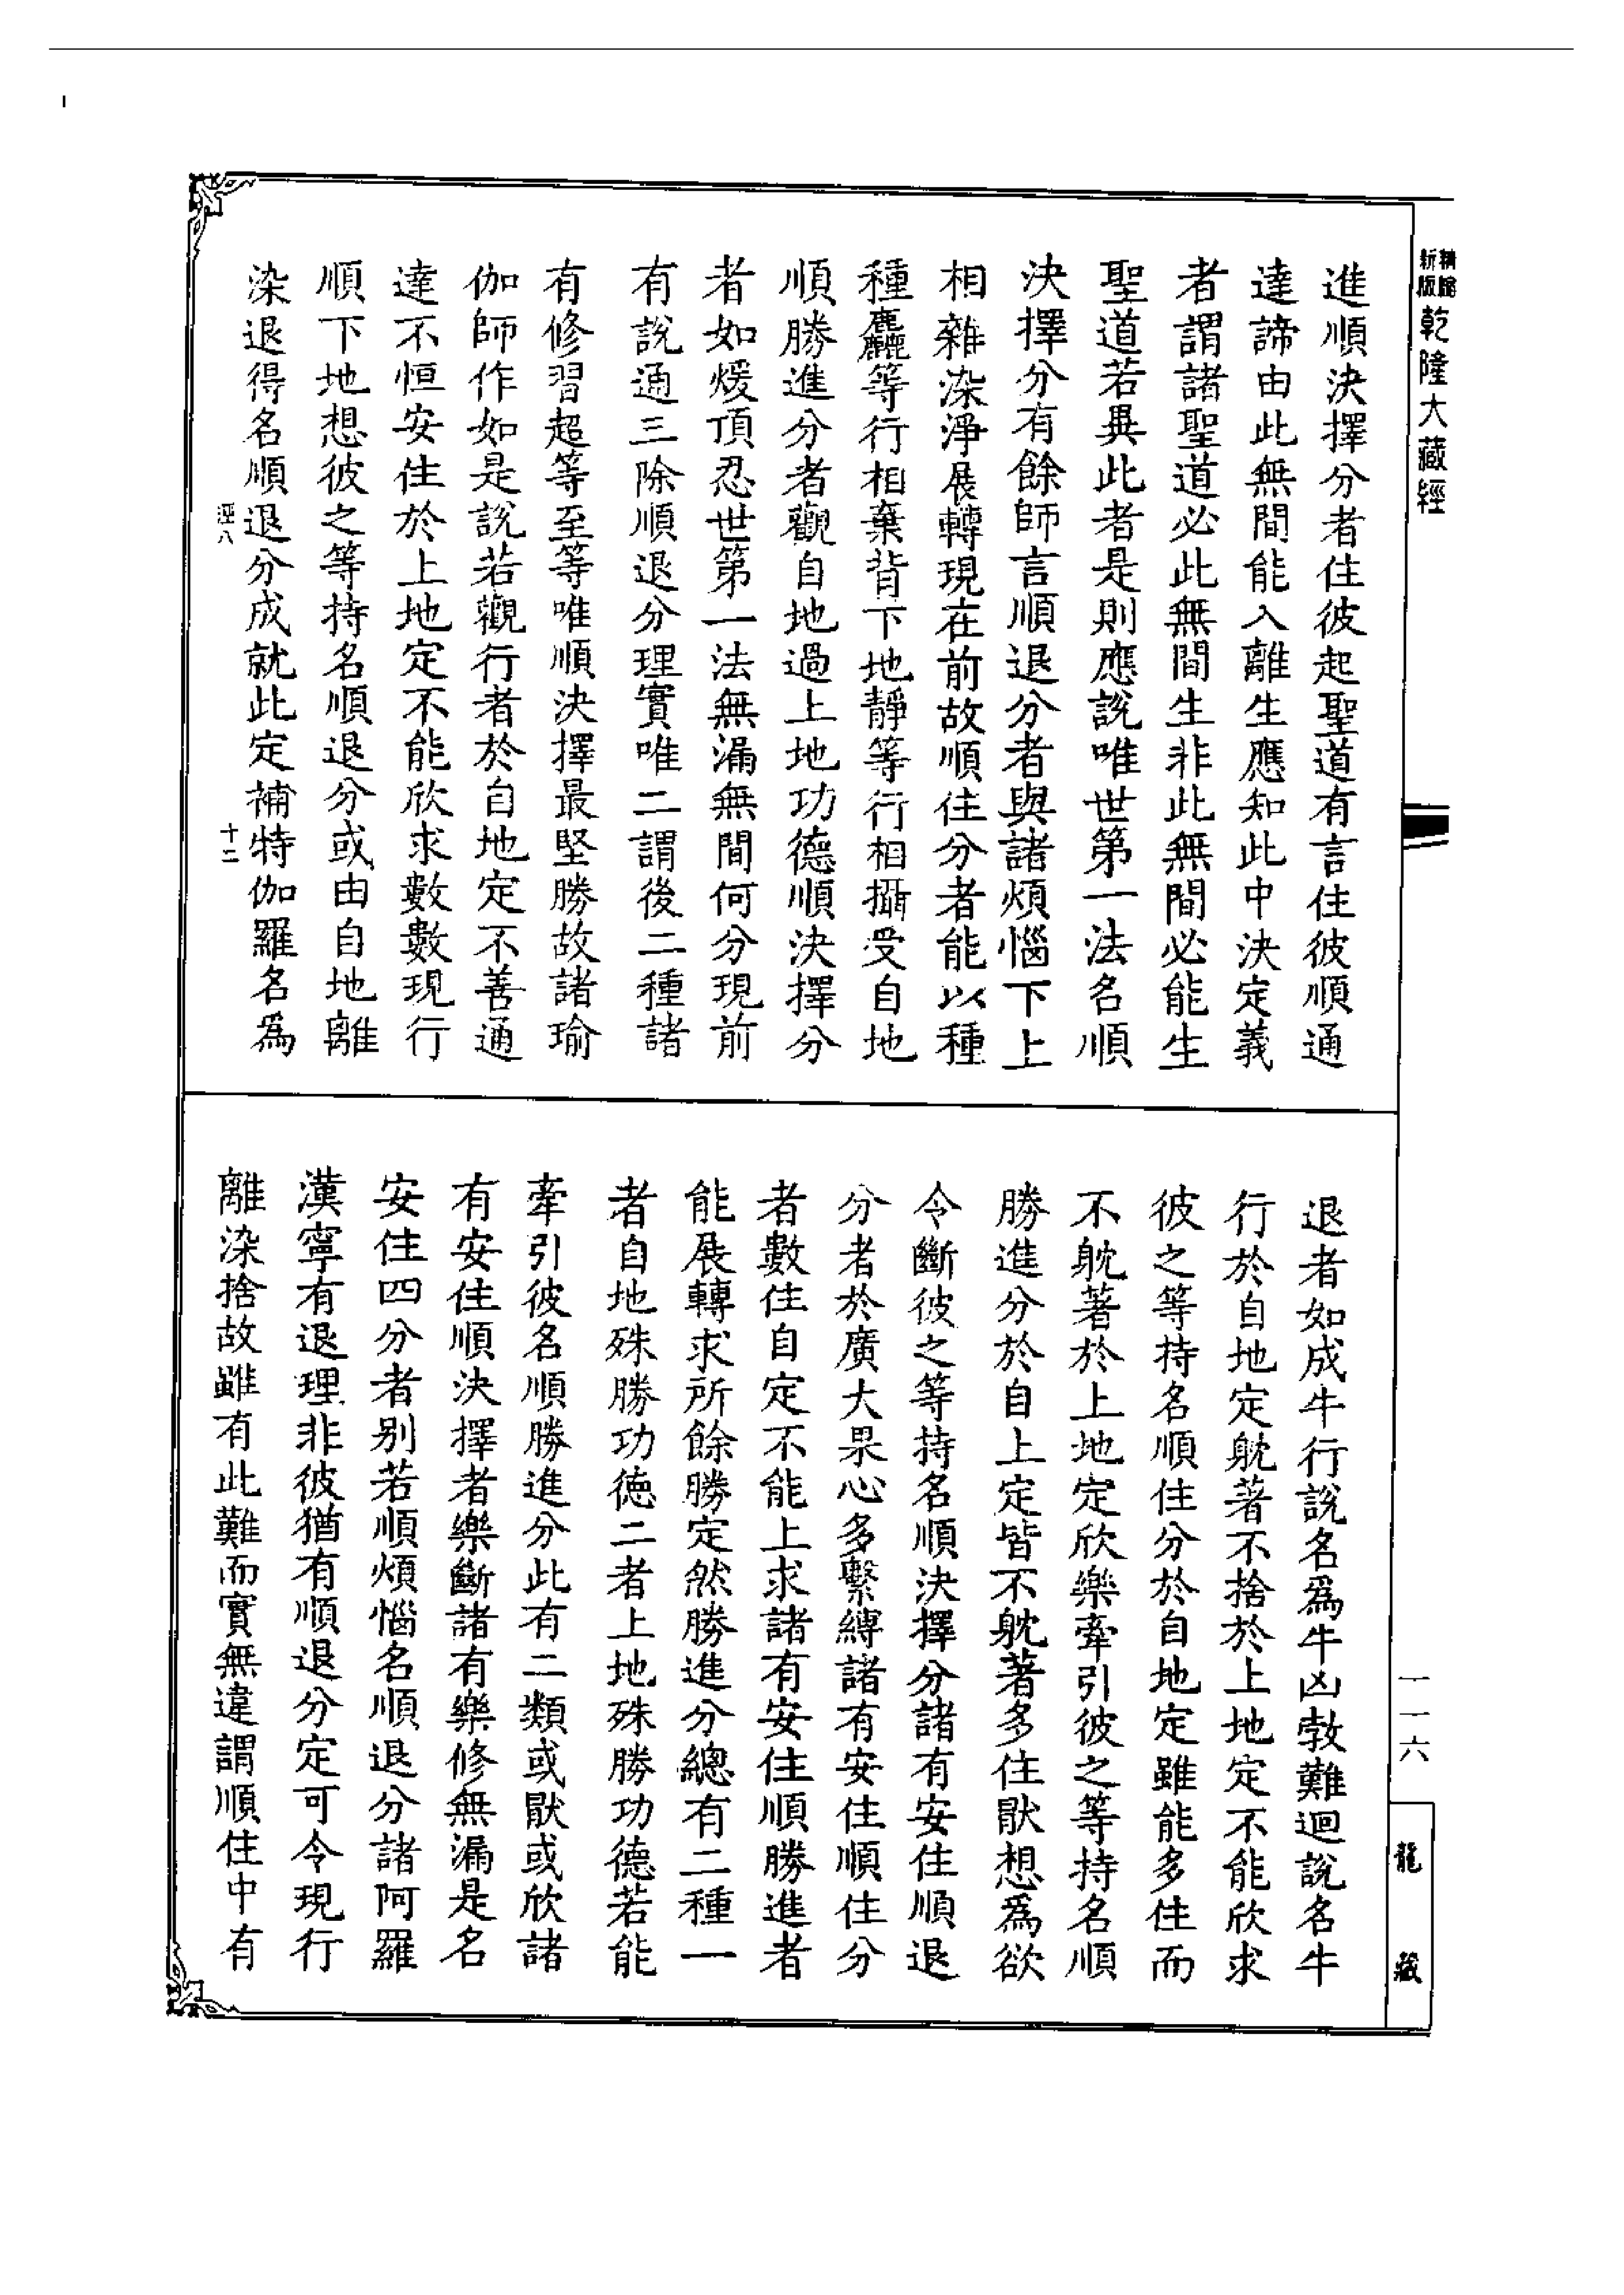 精縮新版乾隆大藏經
進順決擇分者住彼起聖道有言住彼順通
達諦由此無間能入離生應知此中決定義
者謂諸聖道必此無間生非此無間必能生
聖道若異此者是則應說唯世第一法名順
決擇分有餘師言順退分者與諸煩惱下上
相雜染淨展轉現在前故順住分者能以種
種麤等行相棄背下地靜等行相攝受自地
順勝進分者觀自地過上地功德順決擇分
者如煖頂忍世第一法無漏無間何分現前
有說通三除順退分理實唯二謂後二種諸
有修習超等至等唯順決擇最堅勝故諸瑜
伽師作如是說若觀行者於自地定不善通
達不恒安住於上地定不能欣求數數現行
順下地想彼之等持名順退分或由自地離
染退得名順退分成就此定補特伽羅名為
十二
退者如成牛行說名為牛凶㪍難迴說名牛
行於自地定躭著不捨於上地定不能欣求
彼之等持名順住分於自地定雖能多住而
不躭著於上地定欣樂牽引彼之等持名順
勝進分於自上定皆不躭著多住猒想為欲
令斷彼之等持名順決擇分諸有安住順退
分者於廣大果心多繫縛諸有安住順住分
者數住自定不能上求諸有安住順勝進者
能展轉求所餘勝定然勝進分總有二種一
者自地殊勝功德二者上地殊勝功德若能
牽引彼名順勝進分此有二類或猒或欣諸
有安住順決擇者樂斷諸有樂修無漏是名
安住四分者別若順煩惱名順退分諸阿羅
漢寧有退理非彼猶有順退分定可令現行
離染捨故雖有此難而實無違謂順住中有
一一六
龍藏